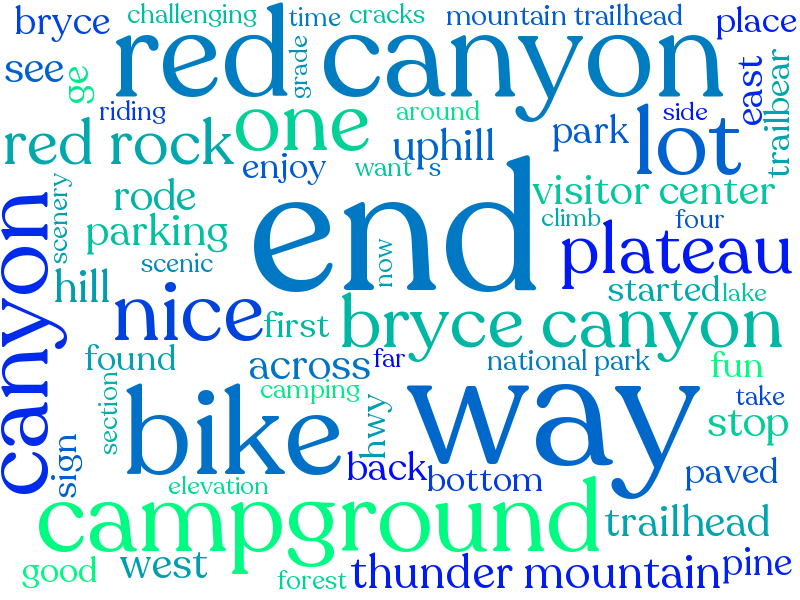 bryce
challenging
time
cracks
mountain trailhead
place
see
ge
red canyon
grade
riding
around
side
east
trailbear
red rock
one
uphill
park
lot
enjoy
want
s
canyon
scenery
rode
end
visitor center
parking
climb
four
scenic
now
plateau
hill
nice
first
bryce canyon
started
lake
found
across
far
national park
fun
section
camping
bike
way
take
hwy
stop
sign
back
bottom
paved
elevation
campground
trailhead
good
west
forest
thunder mountain
pine